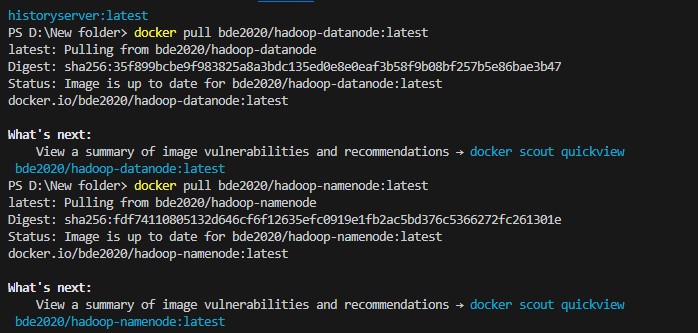 historyserver:latest
PS D:\New folder> docker pull bde2020/hadoop-datanode:latest
latest: Pulling from bde2020/hadoop-datanode
Digest: sha256:35f899bcbe9f983825a8a3bdc135ed0e8e0eaf3b58f9b08bf257b5e86bae3b47
Status: Image is up to date for bde2020/hadoop-datanode:latest
docker.io/bde2020/hadoop-datanode:latest
What's next:
View a summary of image vulnerabilities and recommendations → docker scout quickview
bde2020/hadoop-datanode:latest
PS D:\New folder> docker pull bde2020/hadoop-namenode:latest
latest: Pulling from bde2020/hadoop-namenode
Digest: sha256:fdf74110805132d646cf6f12635efc0919e1fb2ac5bd376c5366272fc261301e
Status: Image is up to date for bde2020/hadoop-namenode:latest
docker.io/bde2020/hadoop-namenode:latest
What's next:
View a summary of image vulnerabilities and recommendations → docker scout quickview
bde2020/hadoop-namenode:latest